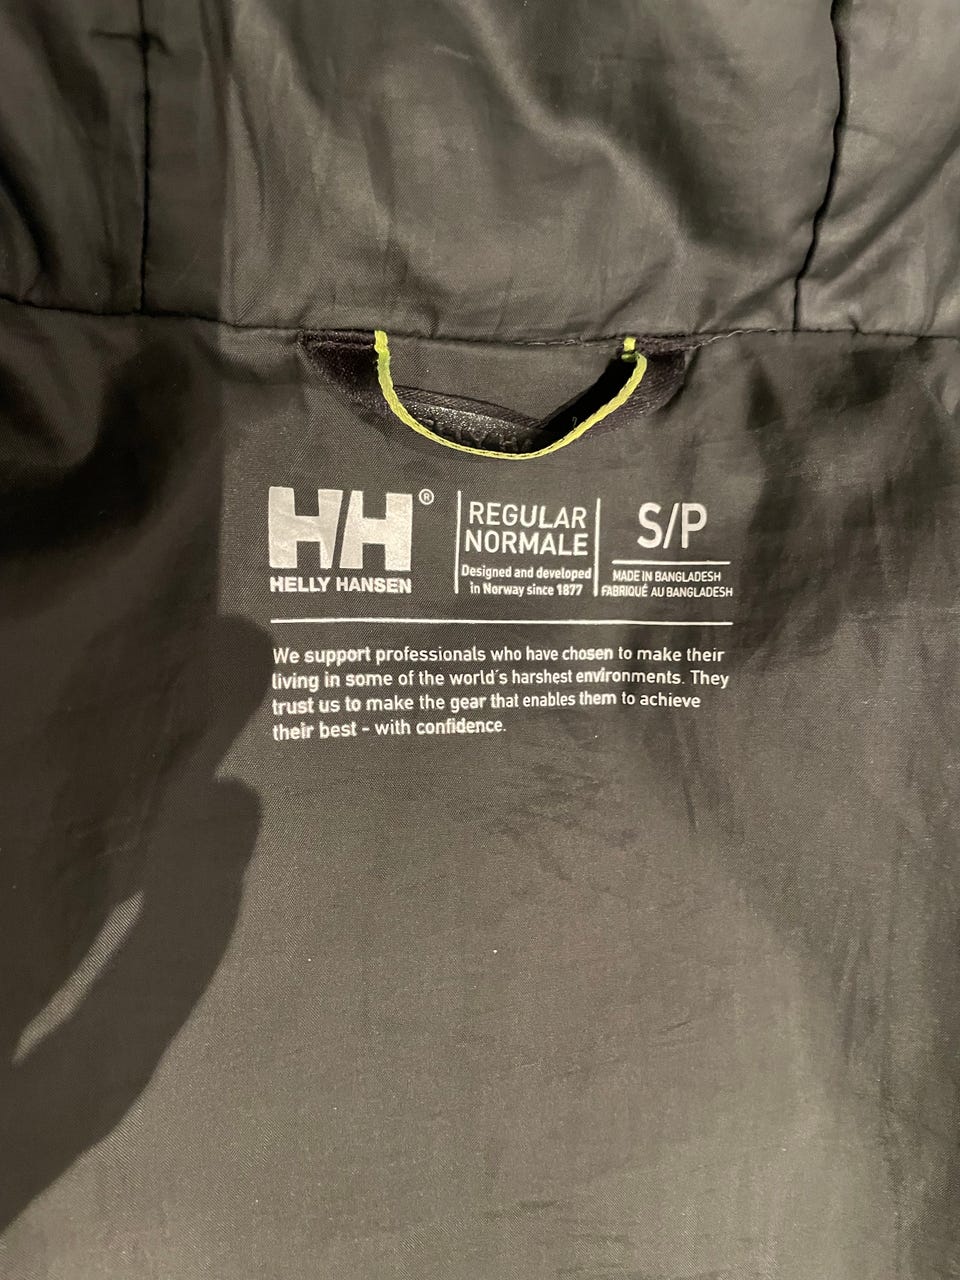 HH®
HELLY HANSEN
REGULAR
NORMALE
Designed and developed
in Norway since 1877
S/P
MADE IN BANGLADESH
FABRIQUÉ AU BANGLADESH
We support professionals who have chosen to make their
living in some of the world's harshest environments. They
trust us to make the gear that enables them to achieve
their best - with confidence.